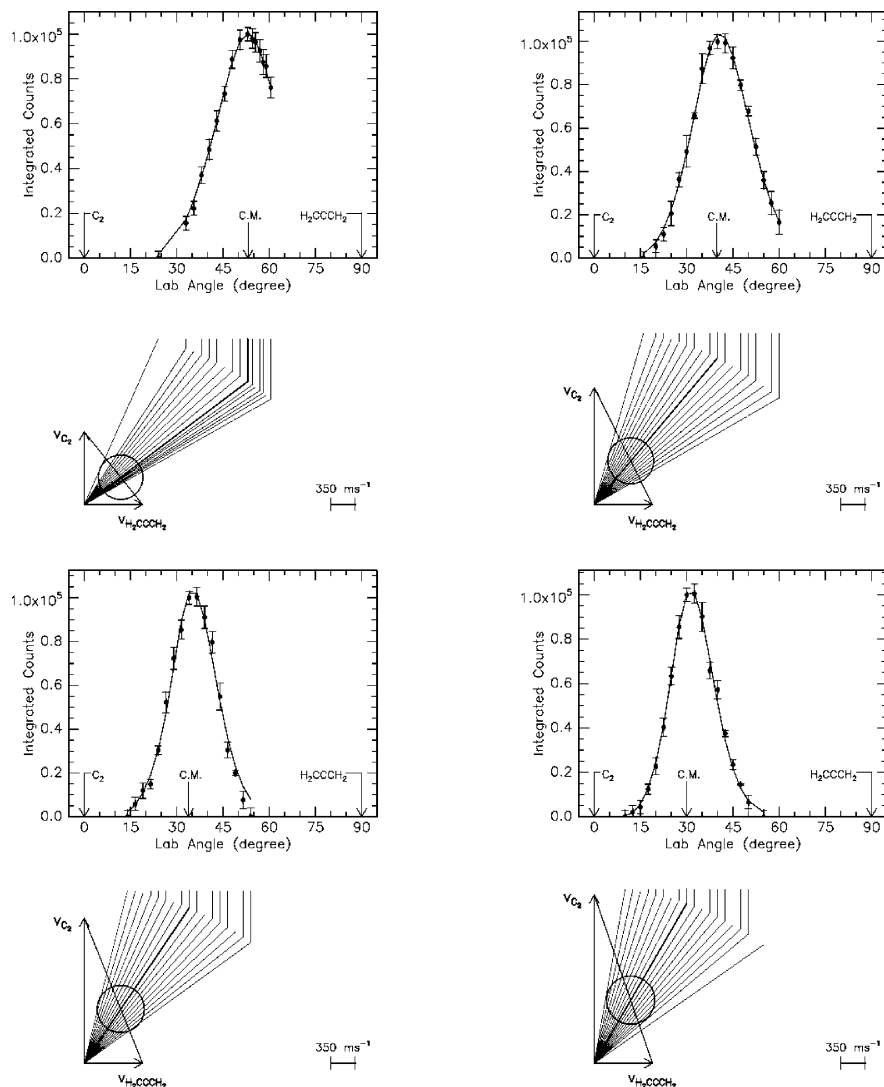 1.0x10⁵
0.8
0.6
0.4
0.2
0.0
Integrated Counts
C₂
C.M.
H₂CCCH₂
0 15 30 45 60 75 90
Lab Angle (degree)
1.0x10⁵
0.8
0.6
0.4
0.2
0.0
Integrated Counts
C₂
C.M.
H₂CCCH₂
0 15 30 45 60 75 90
Lab Angle (degree)
V_C₂
V_H₂CCCH₂
350 ms⁻¹
V_C₂
V_H₂CCCH₂
350 ms⁻¹
1.0x10⁵
0.8
0.6
0.4
0.2
0.0
Integrated Counts
C₂
C.M.
H₂CCCH₂
0 15 30 45 60 75 90
Lab Angle (degree)
1.0x10⁵
0.8
0.6
0.4
0.2
0.0
Integrated Counts
C₂
C.M.
H₂CCCH₂
0 15 30 45 60 75 90
Lab Angle (degree)
V_C₂
V_H₂CCCH₂
350 ms⁻¹
V_C₂
V_H₂CCCH₂
350 ms⁻¹